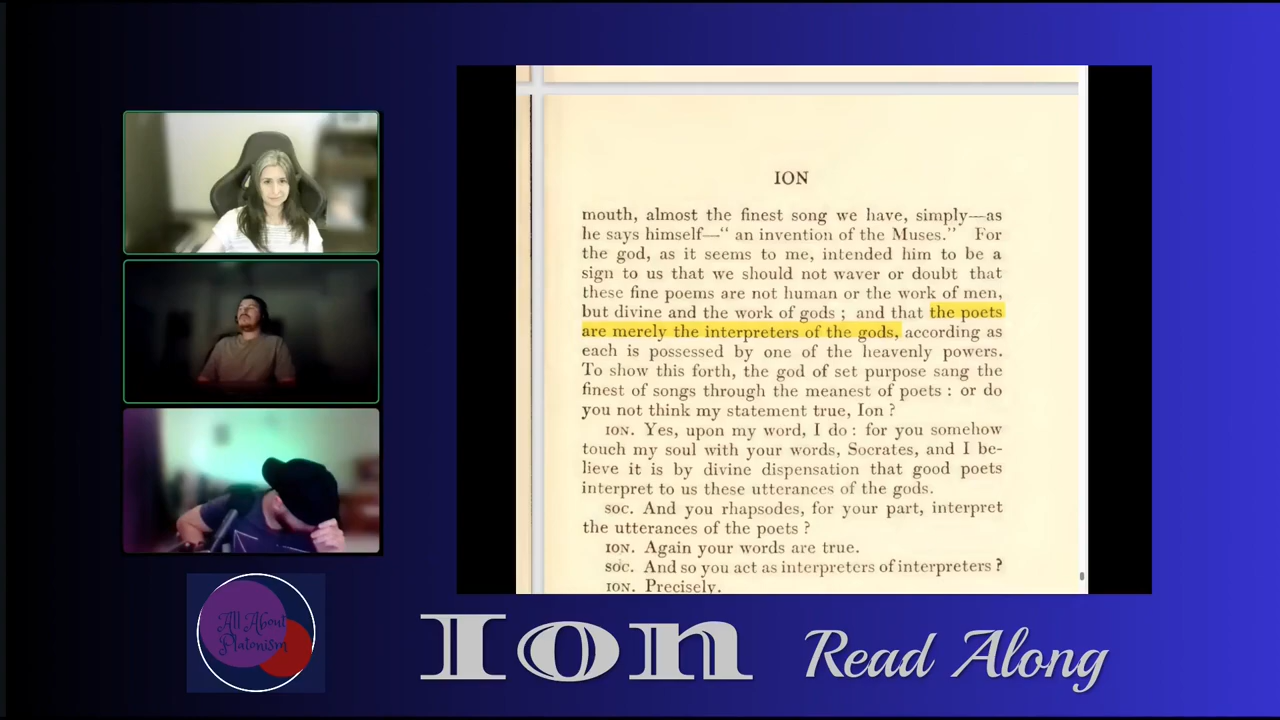 ION
mouth, almost the finest song we have, simply—as
he says himself—“ an invention of the Muses.” For
the god, as it seems to me, intended him to be a
sign to us that we should not waver or doubt that
these fine poems are not human or the work of men,
but divine and the work of gods ; and that the poets
are merely the interpreters of the gods, according as
each is possessed by one of the heavenly powers.
To show this forth, the god of set purpose sang the
finest of songs through the meanest of poets : or do
you not think my statement true, Ion ?
ION. Yes, upon my word, I do : for you somehow
touch my soul with your words, Socrates, and I be-
lieve it is by divine dispensation that good poets
interpret to us these utterances of the gods.
SOC. And you rhapsodes, for your part, interpret
the utterances of the poets ?
ION. Again your words are true.
SOC. And so you act as interpreters of interpreters ?
ION. Precisely.
All About
Platonism
Ion Read Along